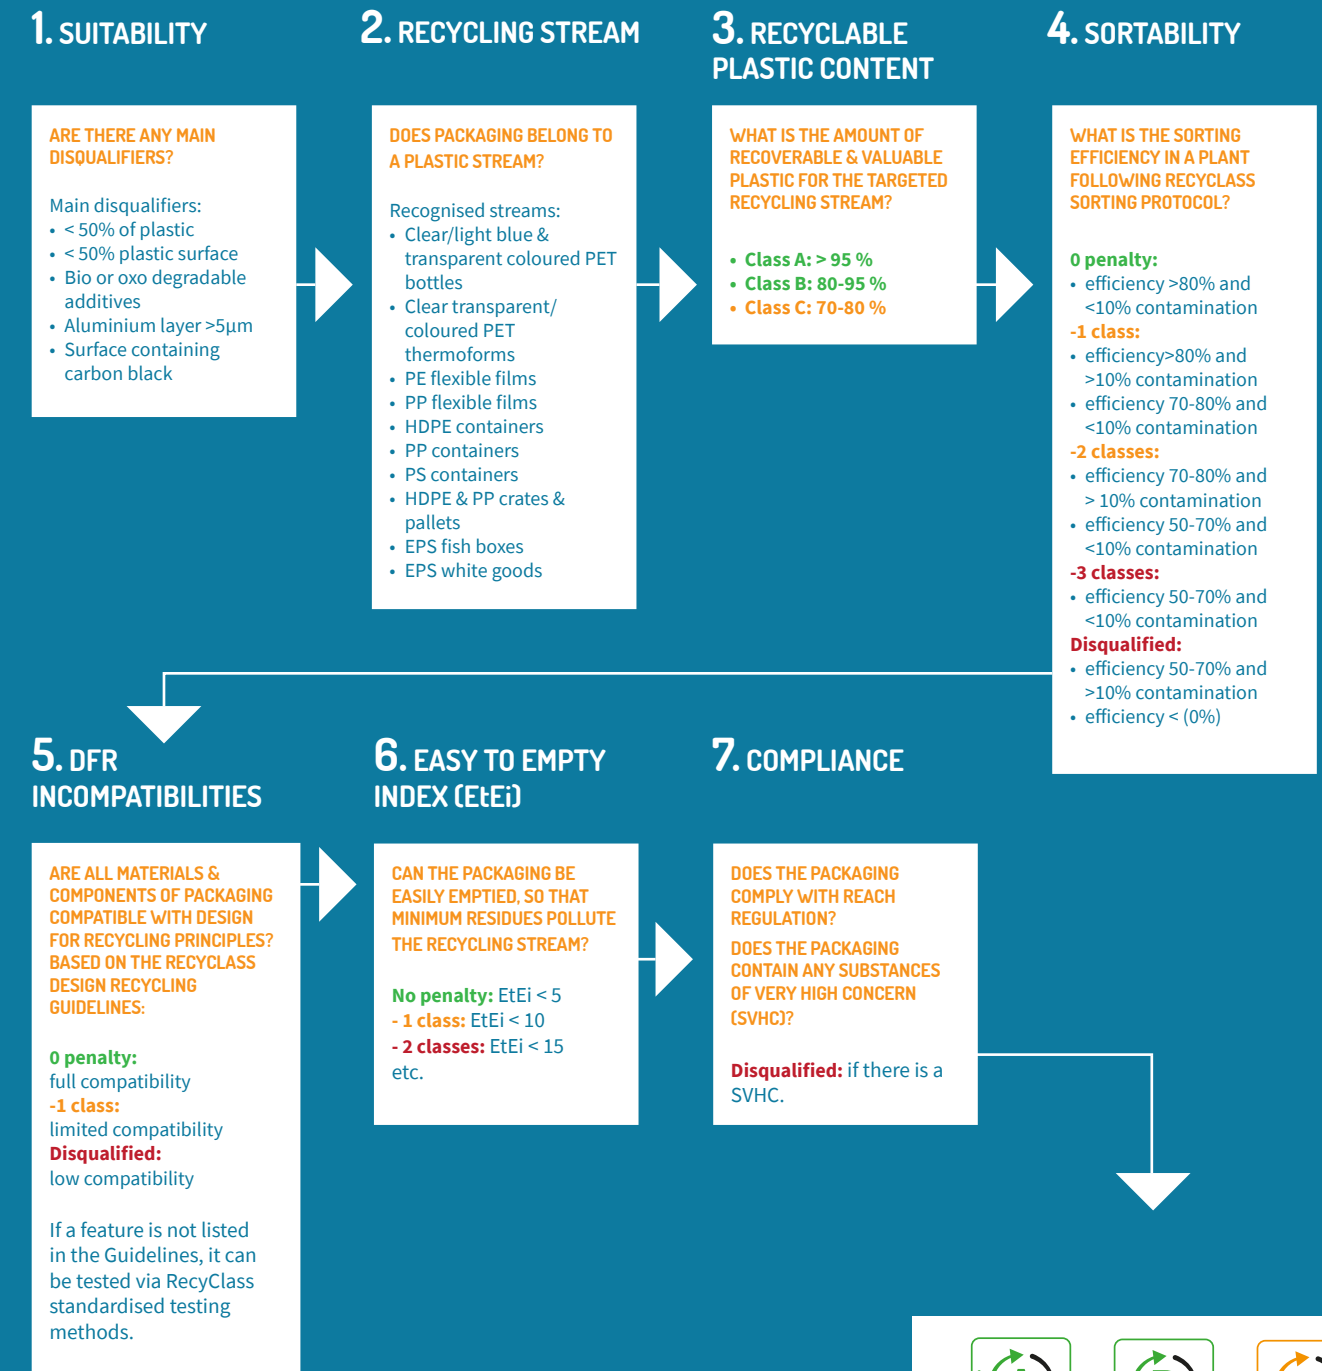 1. SUITABILITY
ARE THERE ANY MAIN
DISQUALIFIERS?
Main disqualifiers:
• < 50% of plastic
• < 50% plastic surface
• Bio or oxo degradable
additives
• Aluminium layer >5μm
• Surface containing
carbon black
2. RECYCLING STREAM
DOES PACKAGING BELONG TO
A PLASTIC STREAM?
Recognised streams:
• Clear/light blue &
transparent coloured PET
bottles
• Clear transparent/
coloured PET
thermoforms
• PE flexible films
• PP flexible films
• HDPE containers
• PP containers
• PS containers
• HDPE & PP crates &
pallets
• EPS fish boxes
• EPS white goods
3. RECYCLABLE
PLASTIC CONTENT
WHAT IS THE AMOUNT OF
RECOVERABLE & VALUABLE
PLASTIC FOR THE TARGETED
RECYCLING STREAM?
• Class A: > 95 %
• Class B: 80-95 %
• Class C: 70-80 %
4. SORTABILITY
WHAT IS THE SORTING
EFFICIENCY IN A PLANT
FOLLOWING RECYCLASS
SORTING PROTOCOL?
0 penalty:
• efficiency >80% and
<10% contamination
-1 class:
• efficiency>80% and
>10% contamination
• efficiency 70-80% and
<10% contamination
-2 classes:
• efficiency 70-80% and
> 10% contamination
• efficiency 50-70% and
<10% contamination
-3 classes:
• efficiency 50-70% and
<10% contamination
Disqualified:
• efficiency 50-70% and
>10% contamination
• efficiency < (0%)
5. DFR
INCOMPATIBILITIES
ARE ALL MATERIALS &
COMPONENTS OF PACKAGING
COMPATIBLE WITH DESIGN
FOR RECYCLING PRINCIPLES?
BASED ON THE RECYCLASS
DESIGN RECYCLING
GUIDELINES:
0 penalty:
full compatibility
-1 class:
limited compatibility
Disqualified:
low compatibility
If a feature is not listed
in the Guidelines, it can
be tested via RecyClass
standardised testing
methods.
6. EASY TO EMPTY
INDEX (EtEi)
CAN THE PACKAGING BE
EASILY EMPTIED, SO THAT
MINIMUM RESIDUES POLLUTE
THE RECYCLING STREAM?
No penalty: EtEi < 5
- 1 class: EtEi < 10
- 2 classes: EtEi < 15
etc.
7. COMPLIANCE
DOES THE PACKAGING
COMPLY WITH REACH
REGULATION?
DOES THE PACKAGING
CONTAIN ANY SUBSTANCES
OF VERY HIGH CONCERN
(SVHC)?
Disqualified: if there is a
SVHC.